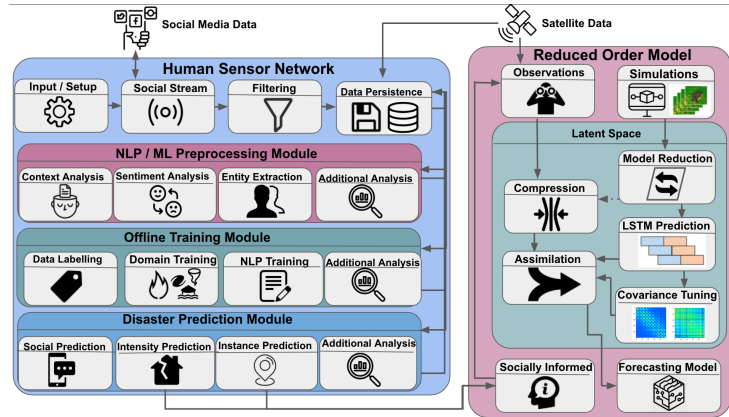 Social Media Data
Satellite Data
Human Sensor Network
Input / Setup
Social Stream
Filtering
Data Persistence
NLP / ML Preprocessing Module
Context Analysis
Sentiment Analysis
Entity Extraction
Additional Analysis
Offline Training Module
Data Labelling
Domain Training
NLP Training
Additional Analysis
Disaster Prediction Module
Social Prediction
Intensity Prediction
Instance Prediction
Additional Analysis
Reduced Order Model
Observations
Simulations
Latent Space
Model Reduction
Compression
LSTM Prediction
Assimilation
Covariance Tuning
Socially Informed
Forecasting Model